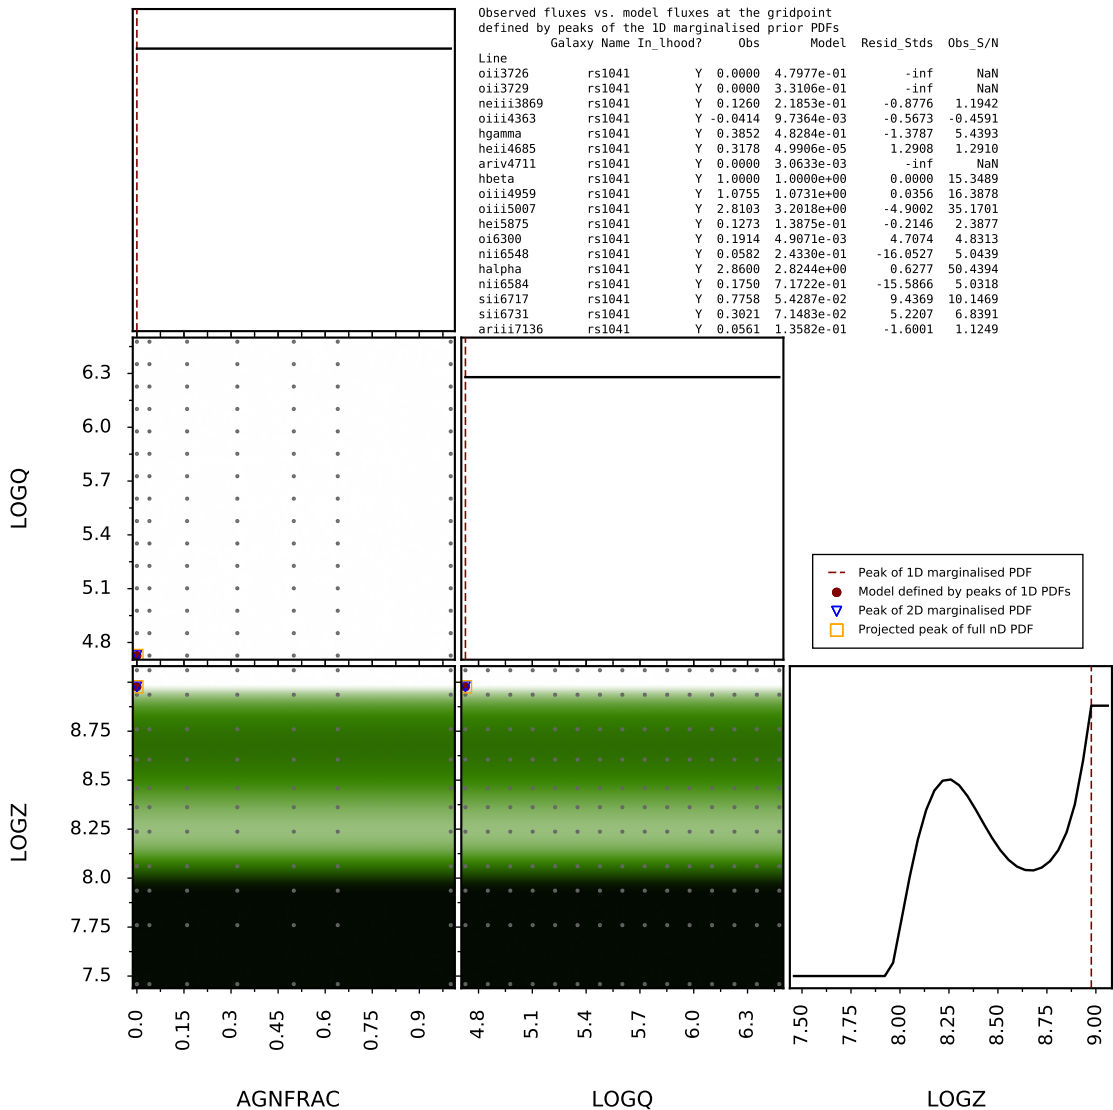 Observed fluxes vs. model fluxes at the gridpoint
defined by peaks of the 1D marginalised prior PDFs
Galaxy Name In_lhood? Obs Model Resid_Stds Obs_S/N
Line
oii3726 rs1041 Y 0.0000 4.7977e-01 -inf NaN
oii3729 rs1041 Y 0.0000 3.3106e-01 -inf NaN
neiii3869 rs1041 Y 0.1260 2.1853e-01 -0.8776 1.1942
oiii4363 rs1041 Y -0.0414 9.7364e-03 -0.5673 -0.4591
hgamma rs1041 Y 0.3852 4.8284e-01 -1.3787 5.4393
heii4685 rs1041 Y 0.3178 4.9906e-05 1.2908 1.2910
ariv4711 rs1041 Y 0.0000 3.0633e-03 -inf NaN
hbeta rs1041 Y 1.0000 1.0000e+00 0.0000 15.3489
oiii4959 rs1041 Y 1.0755 1.0731e+00 0.0356 16.3878
oiii5007 rs1041 Y 2.8103 3.2018e+00 -4.9002 35.1701
hei5875 rs1041 Y 0.1273 1.3875e-01 -0.2146 2.3877
oi6300 rs1041 Y 0.1914 4.9071e-03 4.7074 4.8313
nii6548 rs1041 Y 0.0582 2.4330e-01 -16.0527 5.0439
halpha rs1041 Y 2.8600 2.8244e+00 0.6277 50.4394
nii6584 rs1041 Y 0.1750 7.1722e-01 -15.5866 5.0318
sii6717 rs1041 Y 0.7758 5.4287e-02 9.4369 10.1469
sii6731 rs1041 Y 0.3021 7.1483e-02 5.2207 6.8391
ariii7136 rs1041 Y 0.0561 1.3582e-01 -1.6001 1.1249
6.3
6.0
5.7
5.4
5.1
4.8
LOGQ
Peak of 1D marginalised PDF
Model defined by peaks of 1D PDFs
Peak of 2D marginalised PDF
Projected peak of full nD PDF
8.75
8.5
8.25
8.0
7.75
7.5
LOGZ
0.0 0.15 0.3 0.45 0.6 0.75 0.9
4.8 5.1 5.4 5.7 6.0 6.3
7.50 7.75 8.00 8.25 8.50 8.75 9.00
AGNFRAC LOGQ LOGZ